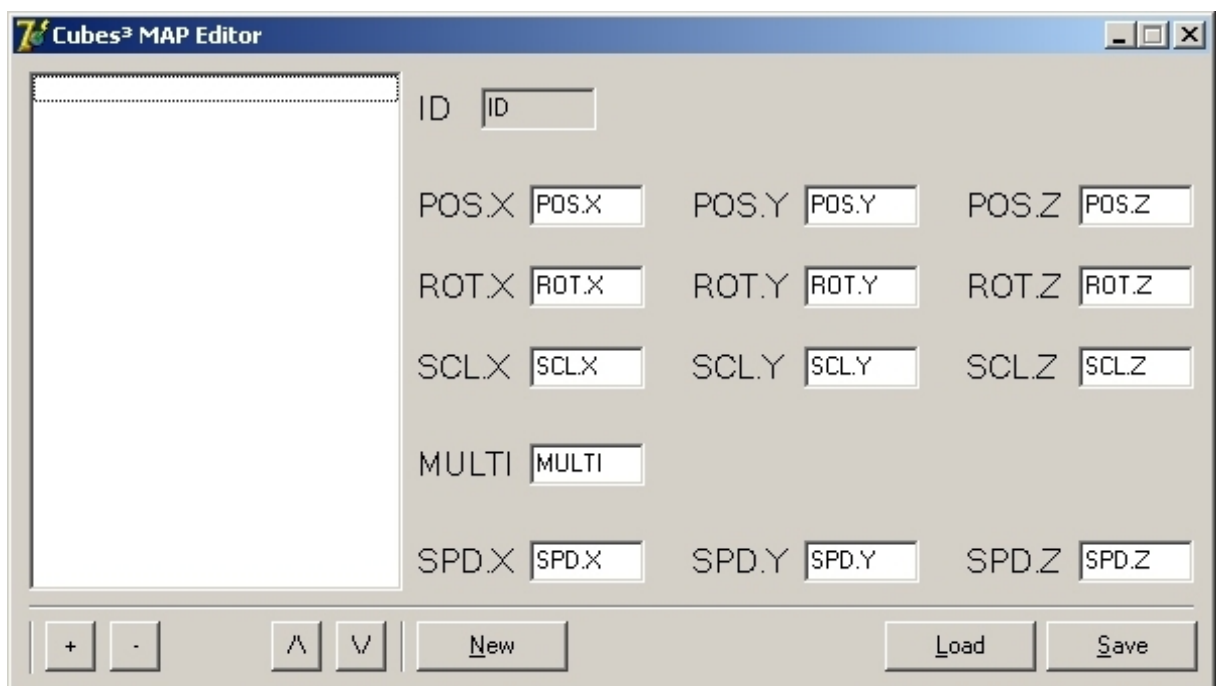 Cubes³ MAP Editor
ID ID
POS.X POS.X POS.Y POS.Y POS.Z POS.Z
ROT.X ROT.X ROT.Y ROT.Y ROT.Z ROT.Z
SCL.X SCL.X SCL.Y SCL.Y SCL.Z SCL.Z
MULTI MULTI
SPD.X SPD.X SPD.Y SPD.Y SPD.Z SPD.Z
+ - /\ \/ New Load Save